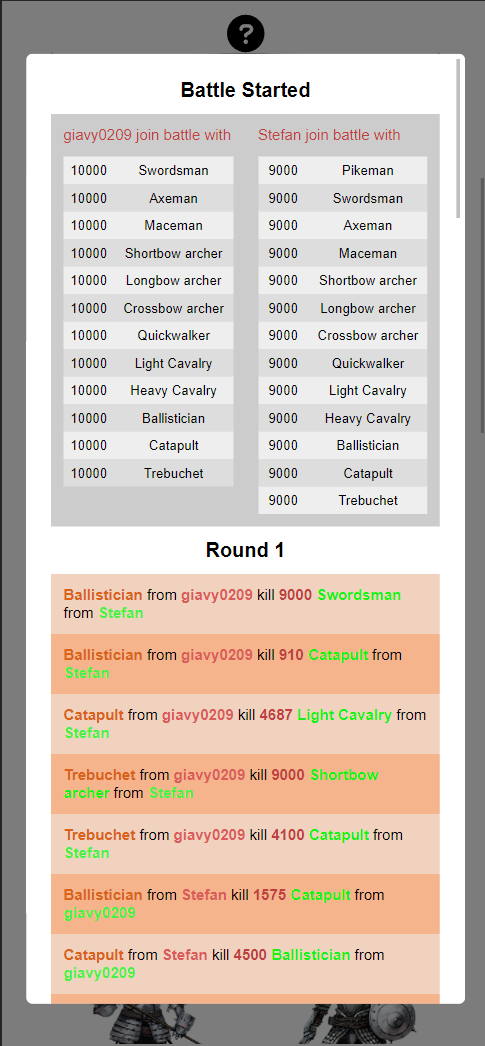 ?
Battle Started
giavy0209 join battle with
10000 Swordsman
10000 Axeman
10000 Maceman
10000 Shortbow archer
10000 Longbow archer
10000 Crossbow archer
10000 Quickwalker
10000 Light Cavalry
10000 Heavy Cavalry
10000 Ballistician
10000 Catapult
10000 Trebuchet
Stefan join battle with
9000 Pikeman
9000 Swordsman
9000 Axeman
9000 Maceman
9000 Shortbow archer
9000 Longbow archer
9000 Crossbow archer
9000 Quickwalker
9000 Light Cavalry
9000 Heavy Cavalry
9000 Ballistician
9000 Catapult
9000 Trebuchet
Round 1
Ballistician from giavy0209 kill 9000 Swordsman
from Stefan
Ballistician from giavy0209 kill 910 Catapult from
Stefan
Catapult from giavy0209 kill 4687 Light Cavalry from
Stefan
Trebuchet from giavy0209 kill 9000 Shortbow
archer from Stefan
Trebuchet from giavy0209 kill 4100 Catapult from
Stefan
Ballistician from Stefan kill 1575 Catapult from
giavy0209
Catapult from Stefan kill 4500 Ballistician from
giavy0209